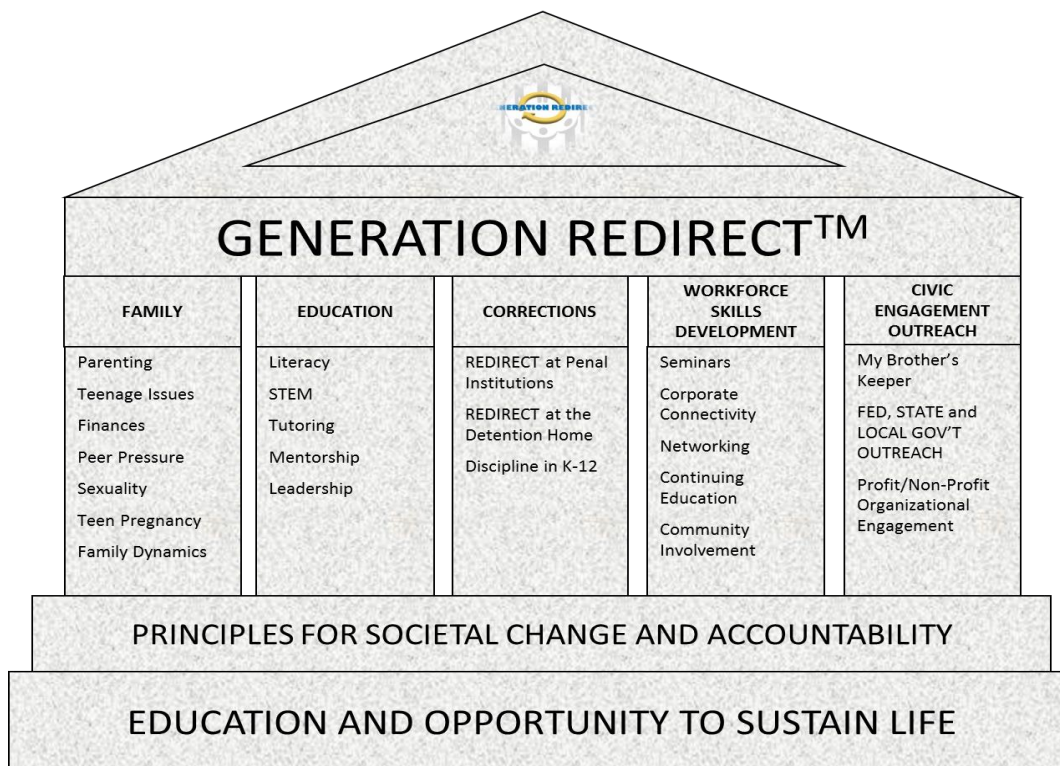 ERATION REDIRE
GENERATION REDIRECT™
FAMILY
Parenting
Teenage Issues
Finances
Peer Pressure
Sexuality
Teen Pregnancy
Family Dynamics
EDUCATION
Literacy
STEM
Tutoring
Mentorship
Leadership
CORRECTIONS
REDIRECT at Penal
Institutions
REDIRECT at the
Detention Home
Discipline in K-12
WORKFORCE
SKILLS
DEVELOPMENT
Seminars
Corporate
Connectivity
Networking
Continuing
Education
Community
Involvement
CIVIC
ENGAGEMENT
OUTREACH
My Brother's
Keeper
FED, STATE and
LOCAL GOV'T
OUTREACH
Profit/Non-Profit
Organizational
Engagement
PRINCIPLES FOR SOCIETAL CHANGE AND ACCOUNTABILITY
EDUCATION AND OPPORTUNITY TO SUSTAIN LIFE